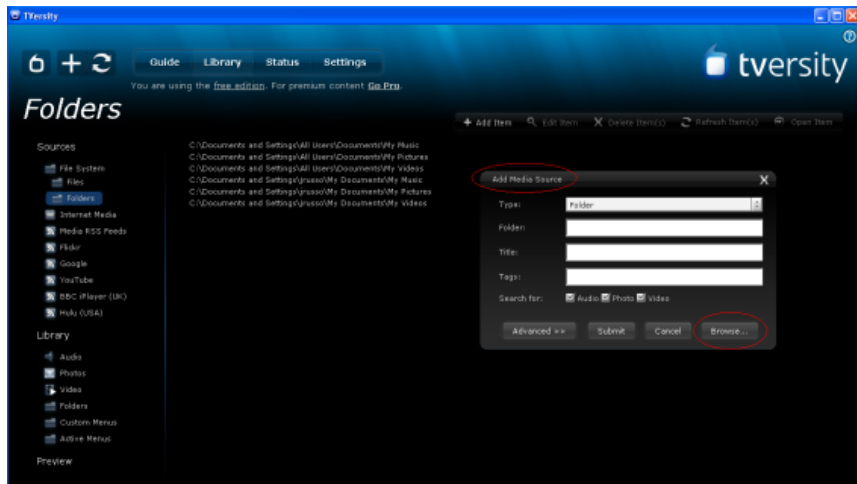 TVersity
Guide Library Status Settings
tversity
You are using the free edition. For premium content Go Pro.
Folders
Add Item Edit Item Delete Item(s) Refresh Item(s) Open Item
Sources
File System
Files
Folders
Internet Media
Media RSS Feeds
Flickr
Google
YouTube
BBC iPlayer (UK)
Hulu (USA)
Library
Audio
Photos
Video
Folders
Custom Menus
Active Menus
Preview
C:\Documents and Settings\All Users\Documents\My Music
C:\Documents and Settings\All Users\Documents\My Pictures
C:\Documents and Settings\All Users\Documents\My Videos
C:\Documents and Settings\jrusso\My Documents\My Music
C:\Documents and Settings\jrusso\My Documents\My Pictures
C:\Documents and Settings\jrusso\My Documents\My Videos
Add Media Source
Type: Folder
Folder:
Title:
Tags:
Search for: Audio Photo Video
Advanced >> Submit Cancel Browse...